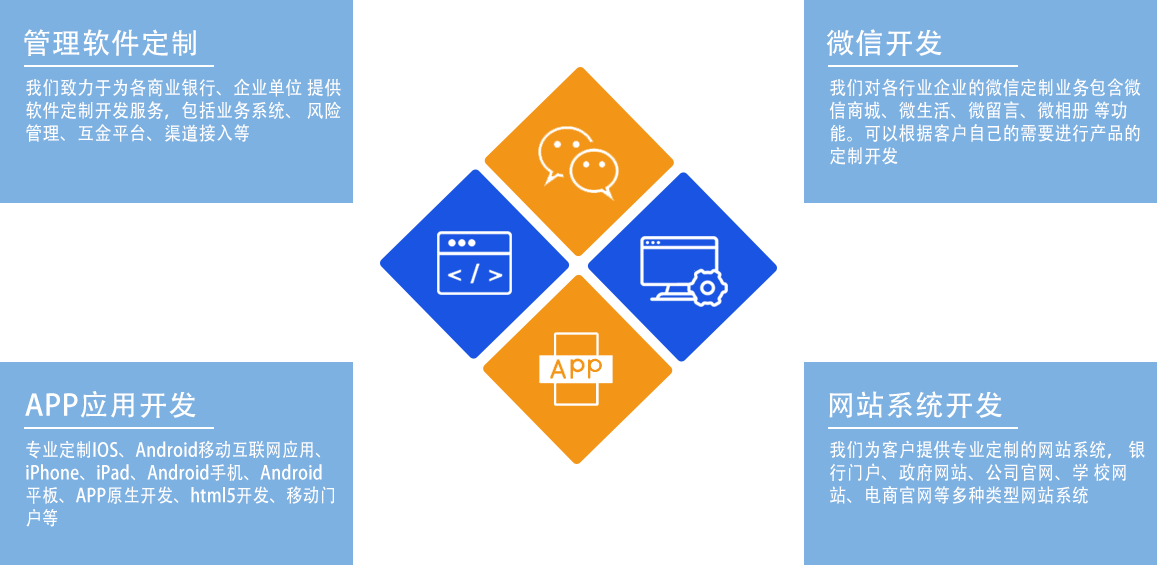 管理软件定制
我们致力于为各商业银行、企业单位 提供
软件定制开发服务，包括业务系统、 风险
管理、互金平台、渠道接入等
微信开发
我们对各行业企业的微信定制业务包含微
信商城、微生活、微留言、微相册 等功
能。可以根据客户自己的需要进行产品的
定制开发
</>
App
APP应用开发
专业定制IOS、Android移动互联网应用、
iPhone、iPad、Android手机、Android
平板、APP原生开发、html5开发、移动门
户等
网站系统开发
我们为客户提供专业定制的网站系统， 银
行门户、政府网站、公司官网、学 校网
站、电商官网等多种类型网站系统